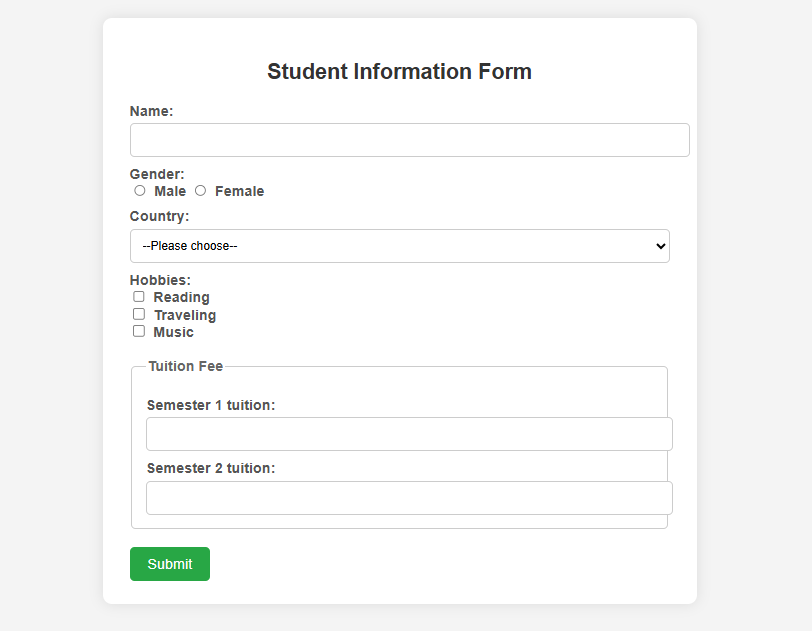 Student Information Form
Name:
Gender:
Male Female
Country:
--Please choose--
Hobbies:
Reading
Traveling
Music
Tuition Fee
Semester 1 tuition:
Semester 2 tuition:
Submit